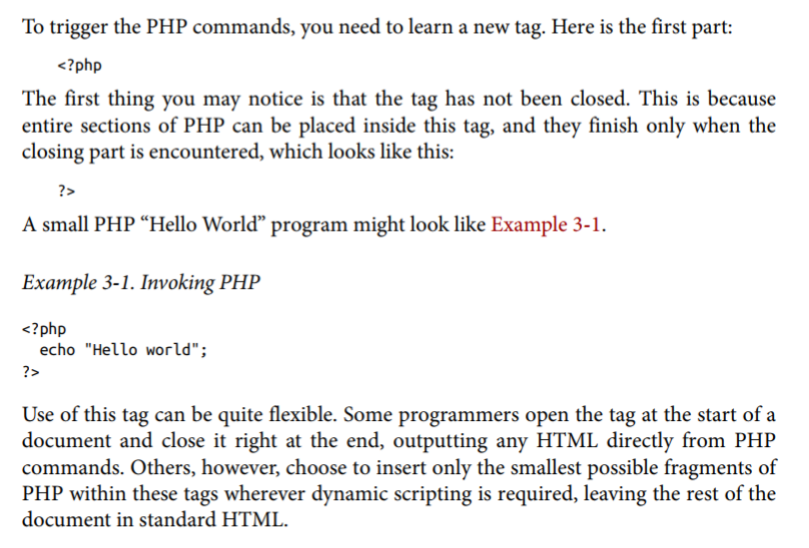 To trigger the PHP commands, you need to learn a new tag. Here is the first part:
<?php
The first thing you may notice is that the tag has not been closed. This is because
entire sections of PHP can be placed inside this tag, and they finish only when the
closing part is encountered, which looks like this:
?>
A small PHP “Hello World” program might look like Example 3-1.
Example 3-1. Invoking PHP
<?php
  echo "Hello world";
?>
Use of this tag can be quite flexible. Some programmers open the tag at the start of a
document and close it right at the end, outputting any HTML directly from PHP
commands. Others, however, choose to insert only the smallest possible fragments of
PHP within these tags wherever dynamic scripting is required, leaving the rest of the
document in standard HTML.